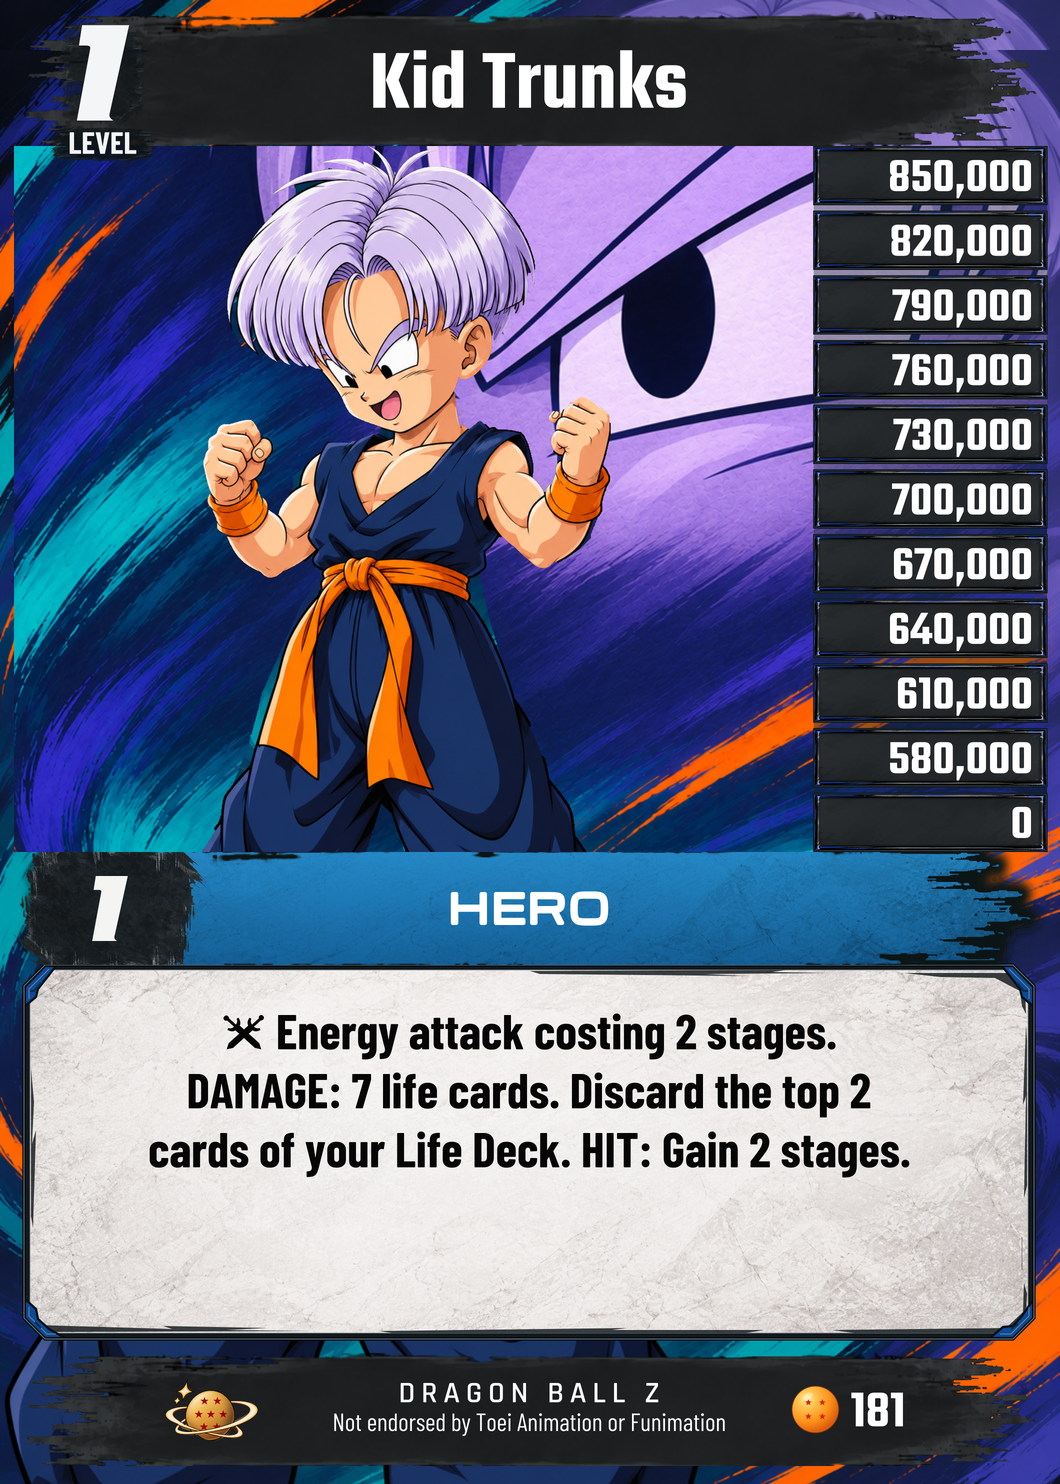 1
LEVEL
Kid Trunks
850,000
820,000
790,000
760,000
730,000
700,000
670,000
640,000
610,000
580,000
0
1
HERO
Energy attack costing 2 stages.
DAMAGE: 7 life cards. Discard the top 2
cards of your Life Deck. HIT: Gain 2 stages.
DRAGON BALL Z
Not endorsed by Toei Animation or Funimation
181